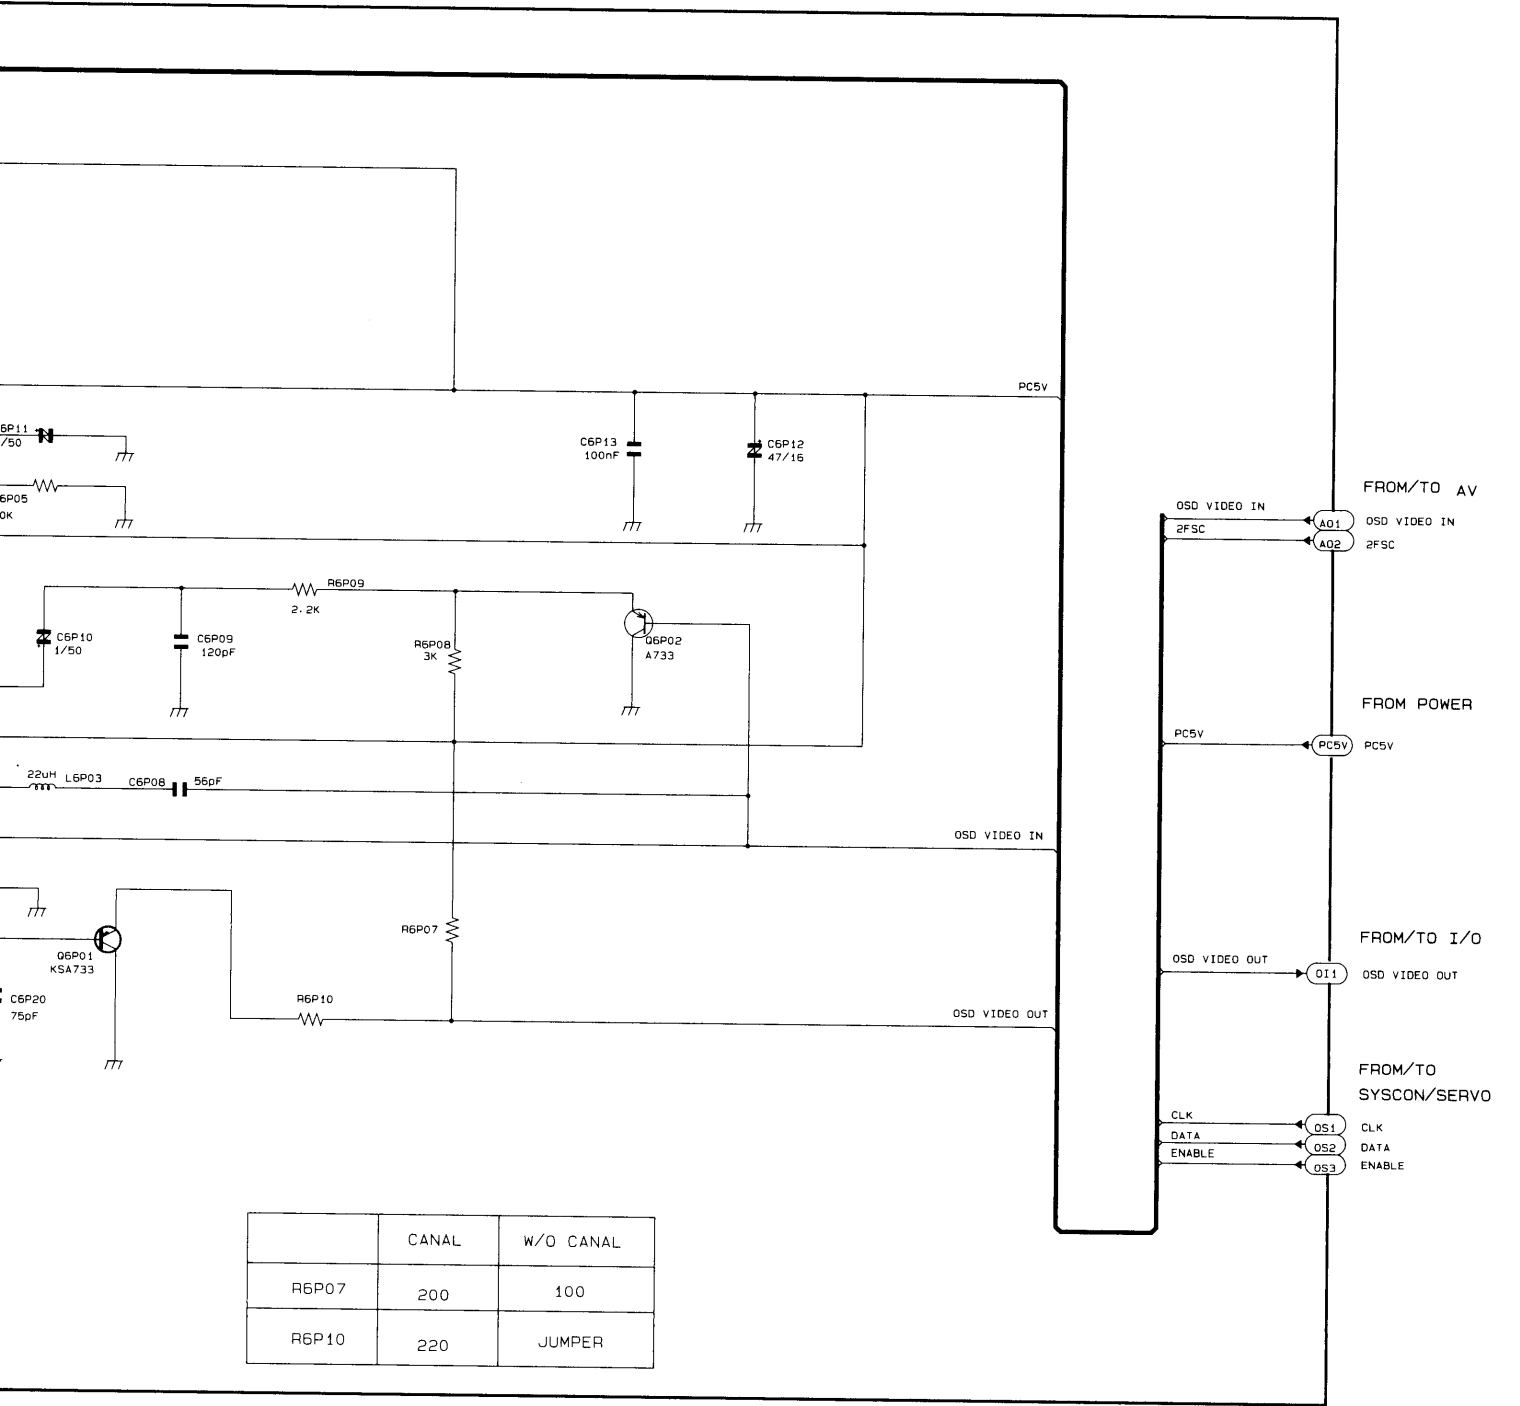 PC5V
6P11
/50
C6P13
100nF
C6P12
47/16
6P05
0K
FROM/TO AV
OSD VIDEO IN
A01 OSD VIDEO IN
2FSC
A02 2FSC
R6P09
2.2K
C6P10
1/50
C6P09
120pF
R6P08
3K
Q6P02
A733
FROM POWER
PC5V
PC5V PC5V
22uH L6P03
C6P08 56pF
OSD VIDEO IN
R6P07
Q6P01
KSA733
FROM/TO I/O
OSD VIDEO OUT
OI1 OSD VIDEO OUT
C6P20
75pF
R6P10
OSD VIDEO OUT
FROM/TO
SYSCON/SERVO
CLK
OS1 CLK
DATA
OS2 DATA
ENABLE
OS3 ENABLE
CANAL W/O CANAL
R6P07 200 100
R6P10 220 JUMPER